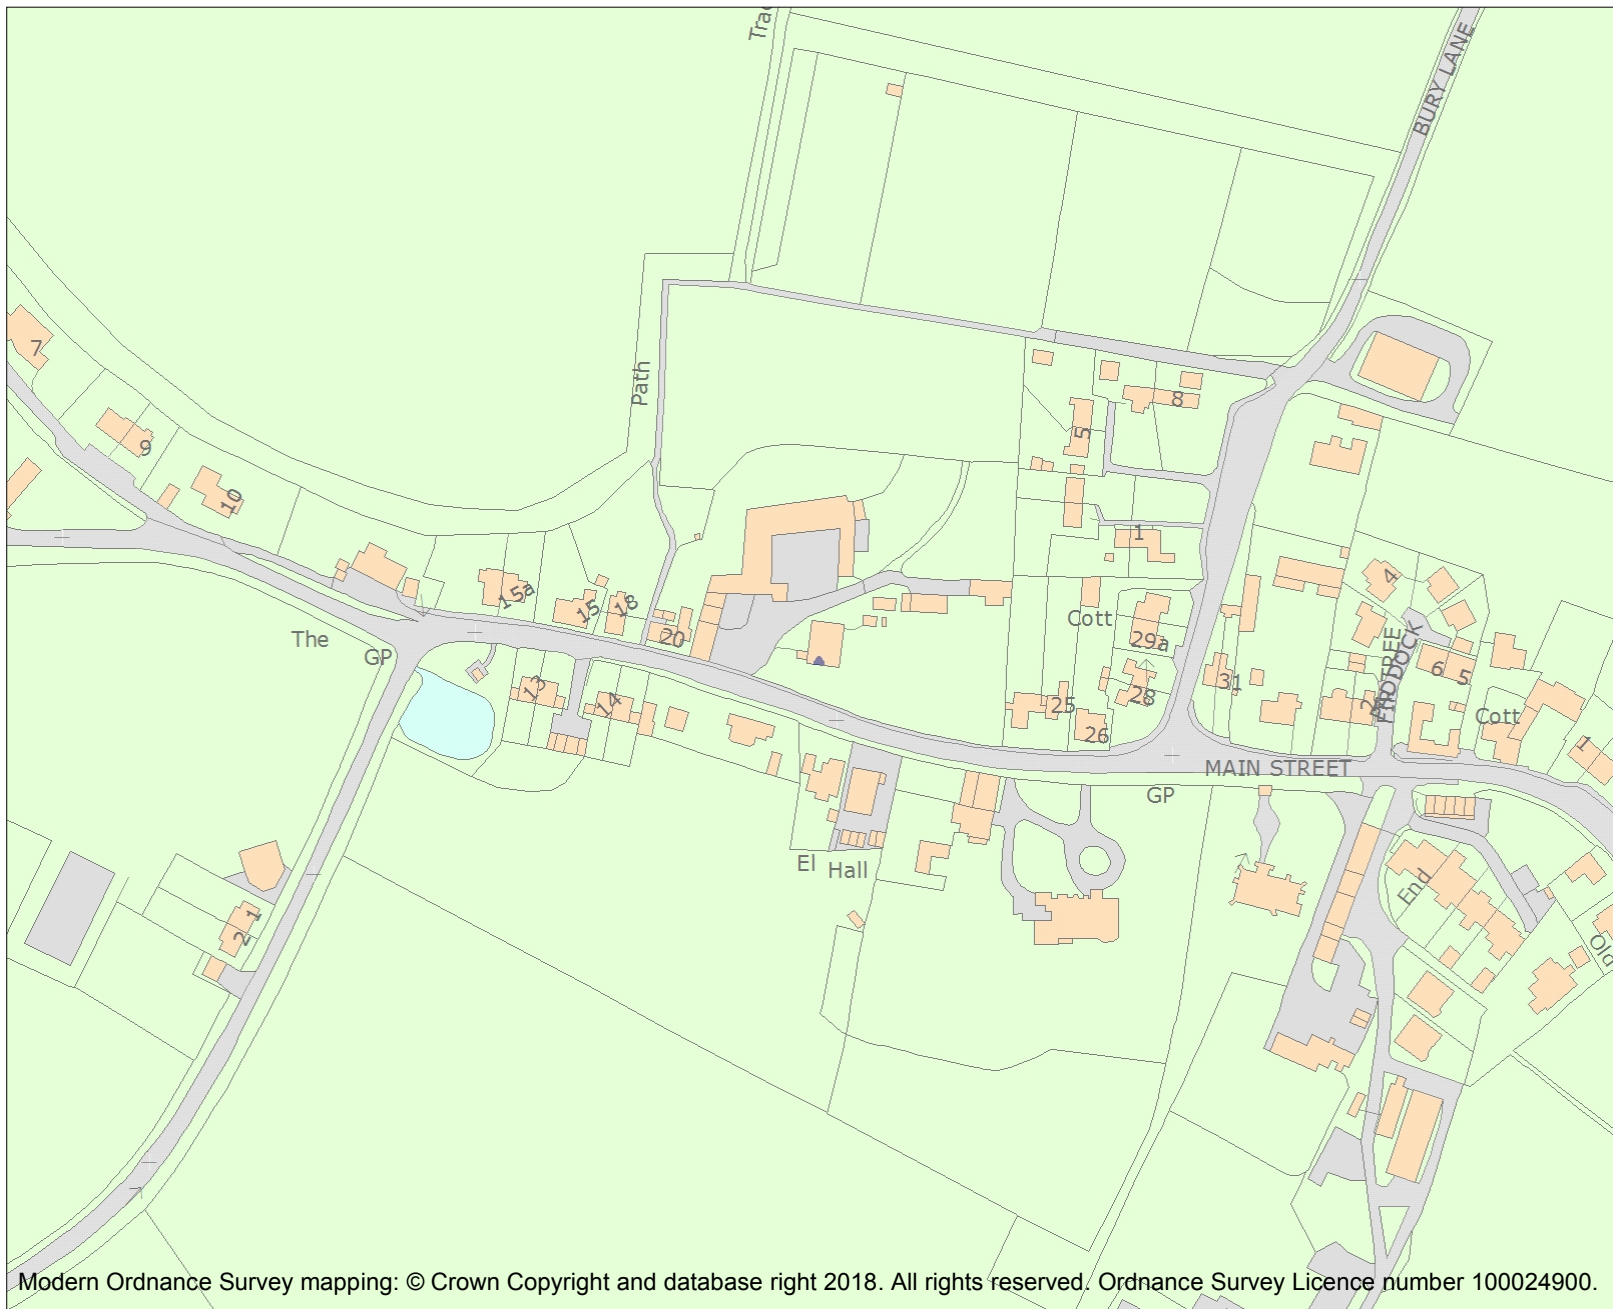 Trac
BURY LANE
7
Path
8
5
9
10
1
4
15a
15
18
Cott
The
20
29a
GP
6
5
13
31
28
14
25
Cott
26
PADDOCK
1
MAIN STREET
GP
El
Hall
End
1
2
Old
Modern Ordnance Survey mapping: © Crown Copyright and database right 2018. All rights reserved. Ordnance Survey Licence number 100024900.